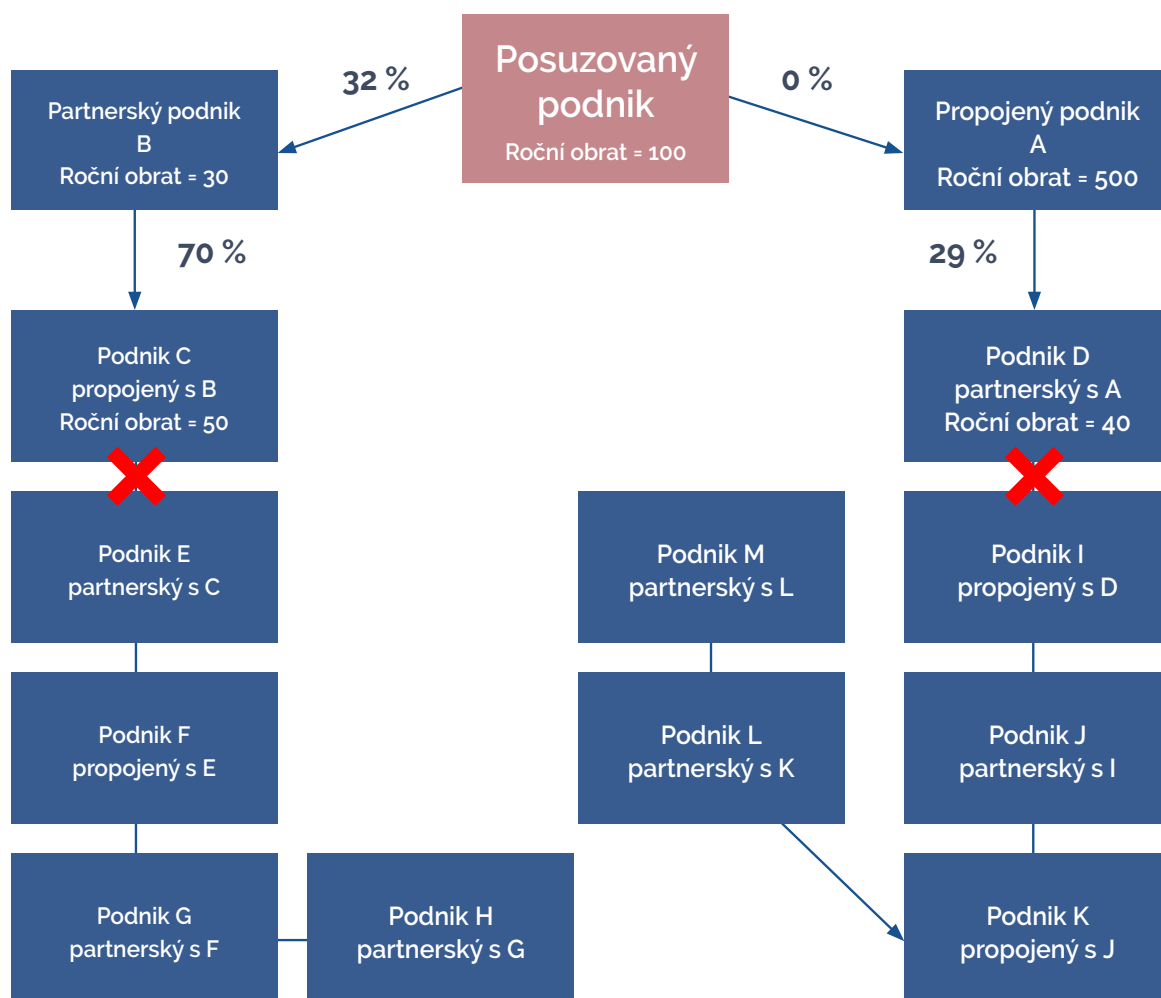 Posuzovaný
podnik
Roční obrat = 100
32 %
0 %
Partnerský podnik
B
Roční obrat = 30
Propojený podnik
A
Roční obrat = 500
70 %
29 %
Podnik C
propojený s B
Roční obrat = 50
Podnik D
partnerský s A
Roční obrat = 40
Podnik E
partnerský s C
Podnik M
partnerský s L
Podnik I
propojený s D
Podnik F
propojený s E
Podnik L
partnerský s K
Podnik J
partnerský s I
Podnik G
partnerský s F
Podnik H
partnerský s G
Podnik K
propojený s J